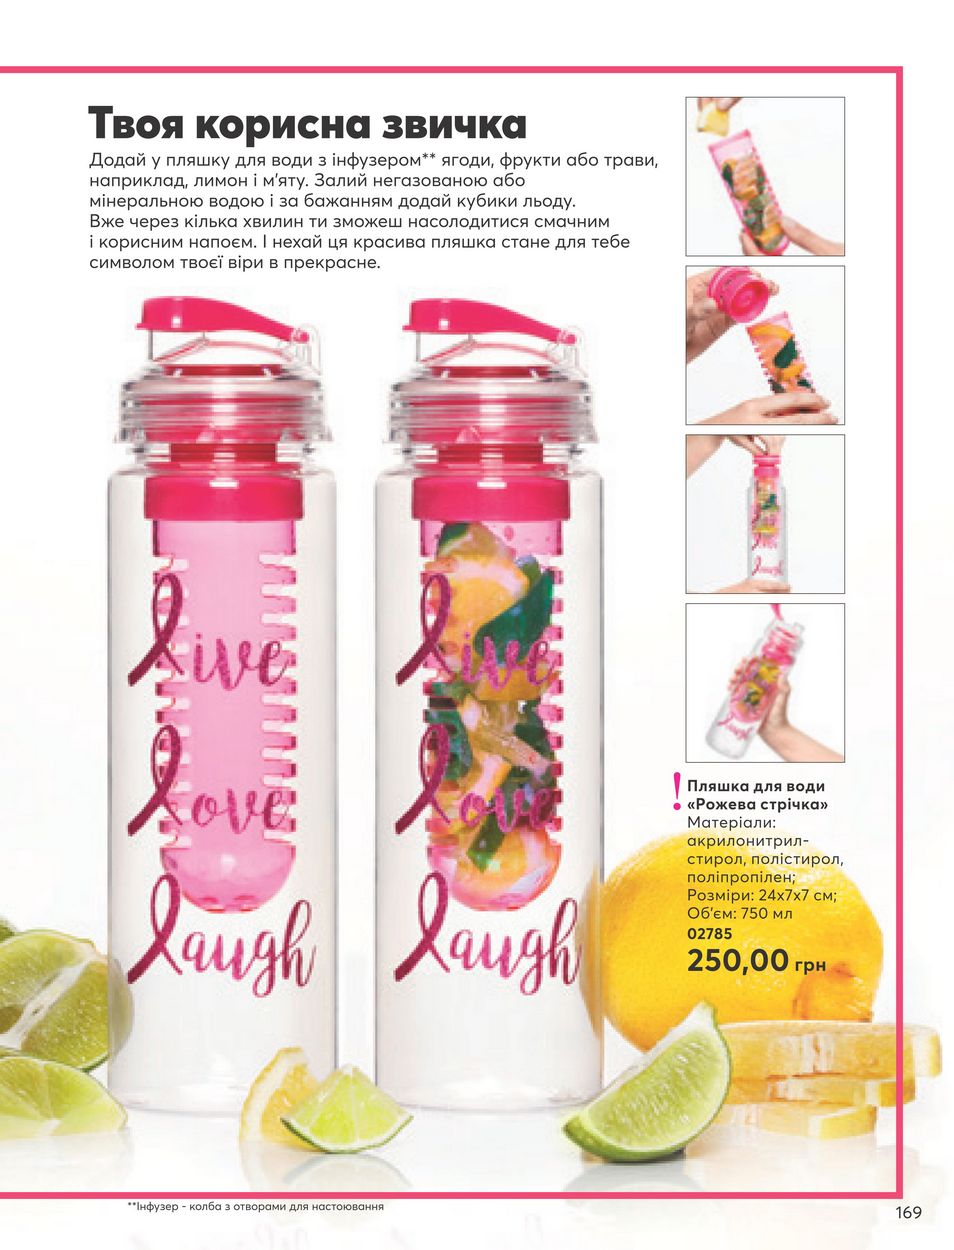 Твоя корисна звичка
Додай у пляшку для води з інфузером** ягоди, фрукти або трави,
наприклад, лимон і м'яту. Залий негазованою або
мінеральною водою і за бажанням додай кубики льоду.
Вже через кілька хвилин ти зможеш насолодитися смачним
і корисним напоєм. І нехай ця красива пляшка стане для тебе
символом твоєї віри в прекрасне.
live
love
laugh
live
love
laugh
laugh
laugh
! Пляшка для води
«Рожева стрічка»
Матеріали:
акрилонитрил-
стирол, полістирол,
поліпропілен;
Розміри: 24х7х7 см;
Об'єм: 750 мл
02785
250,00 грн
**Інфузер - колба з отворами для настоювання
169